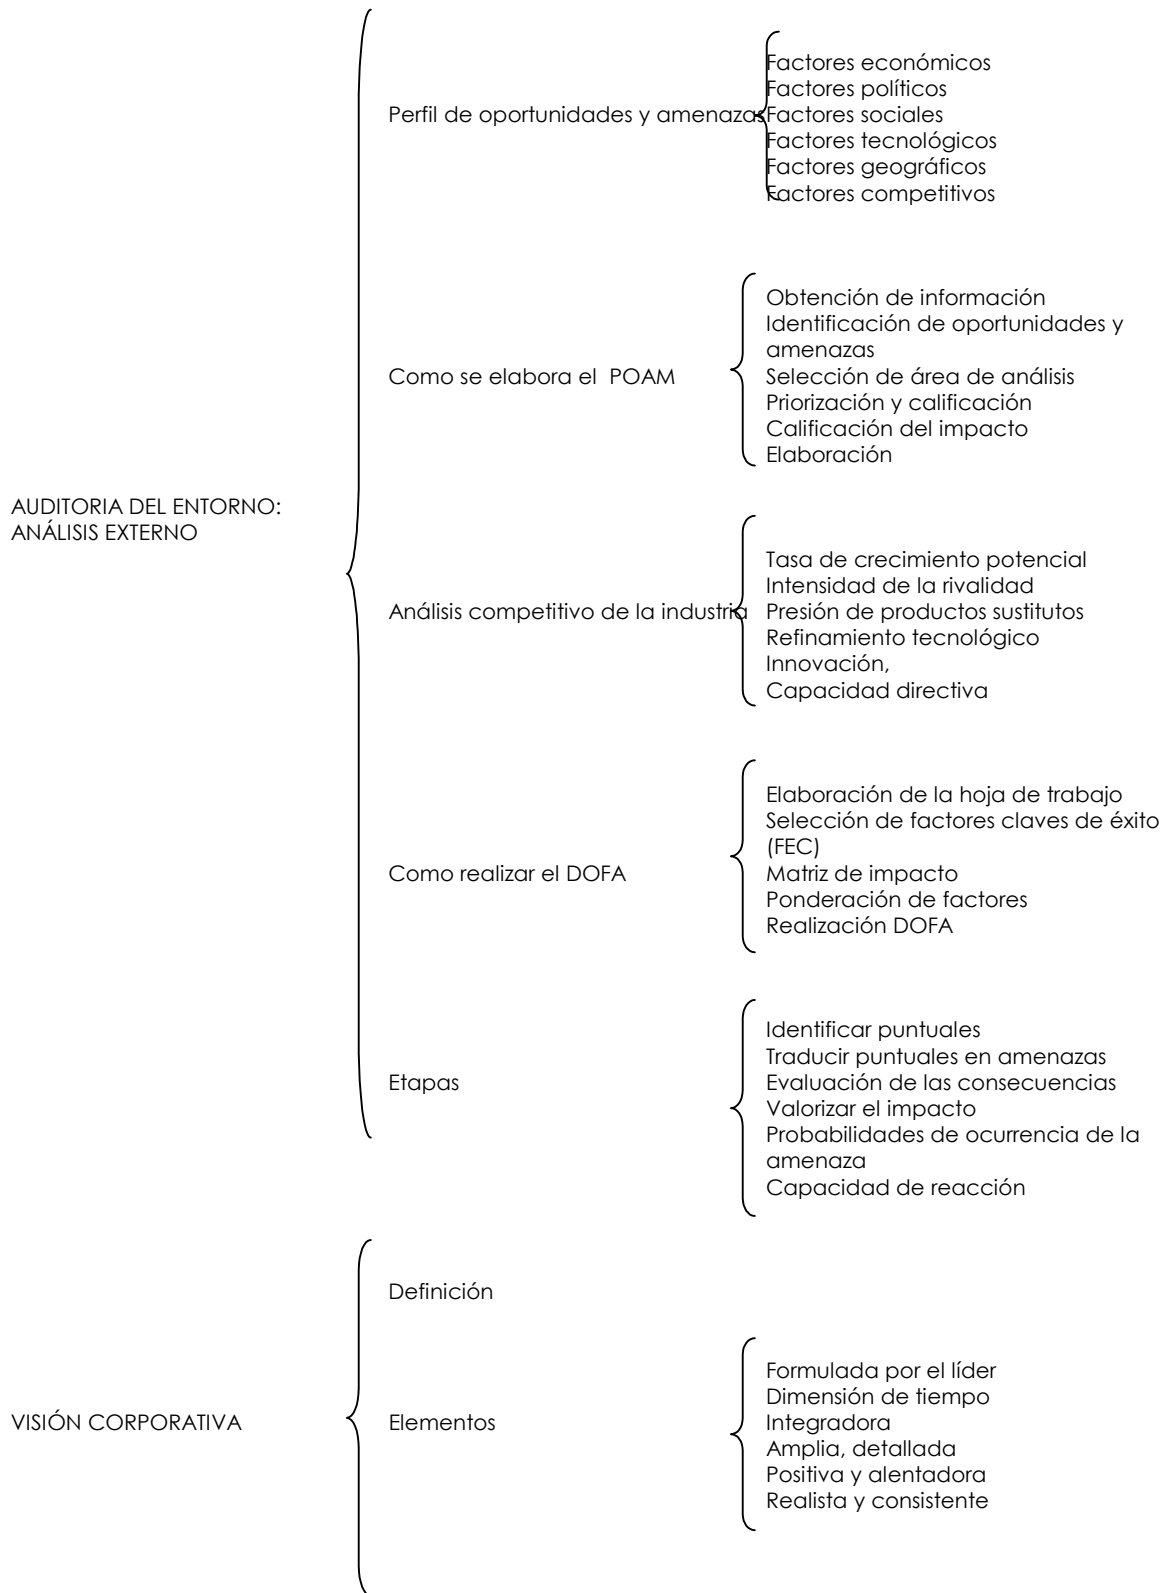 Factores económicos
Factores políticos
Perfil de oportunidades y amenazas
Factores sociales
Factores tecnológicos
Factores geográficos
Factores competitivos
Obtención de información
Identificación de oportunidades y
amenazas
Como se elabora el  POAM
Selección de área de análisis
Priorización y calificación
Calificación del impacto
Elaboración
AUDITORIA DEL ENTORNO:
ANÁLISIS EXTERNO
Tasa de crecimiento potencial
Intensidad de la rivalidad
Análisis competitivo de la industria
Presión de productos sustitutos
Refinamiento tecnológico
Innovación,
Capacidad directiva
Elaboración de la hoja de trabajo
Selección de factores claves de éxito
(FEC)
Como realizar el DOFA
Matriz de impacto
Ponderación de factores
Realización DOFA
Identificar puntuales
Traducir puntuales en amenazas
Etapas
Evaluación de las consecuencias
Valorizar el impacto
Probabilidades de ocurrencia de la
amenaza
Capacidad de reacción
Definición
VISIÓN CORPORATIVA
Elementos
Formulada por el líder
Dimensión de tiempo
Integradora
Amplia, detallada
Positiva y alentadora
Realista y consistente